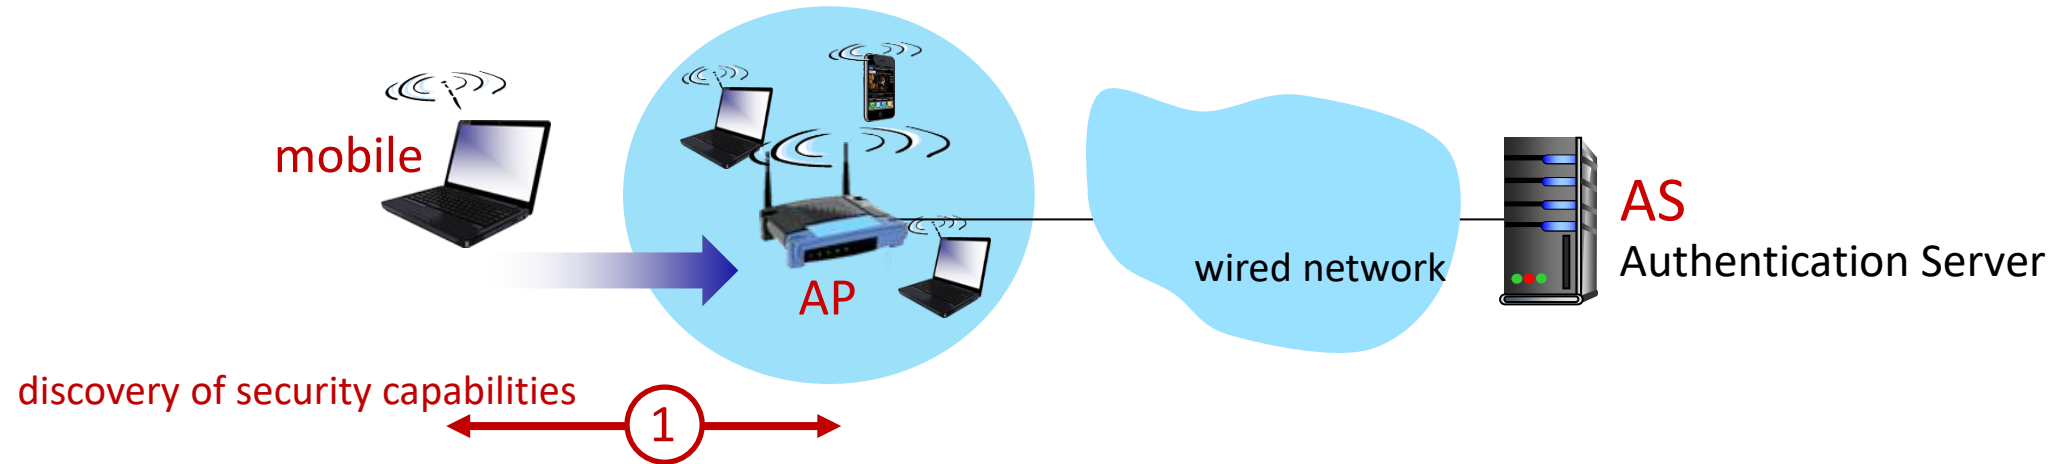 mobile
AP
wired network
AS
Authentication Server
discovery of security capabilities
1